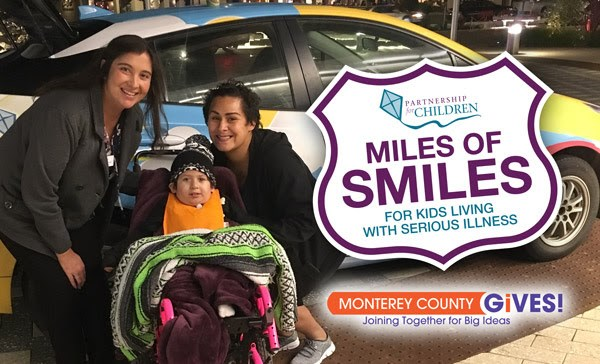 PARTNERSHIP
for CHILDREN
MILES OF
SMILES
FOR KIDS LIVING
WITH SERIOUS ILLNESS
MONTEREY COUNTY GiVES!
Joining Together for Big Ideas